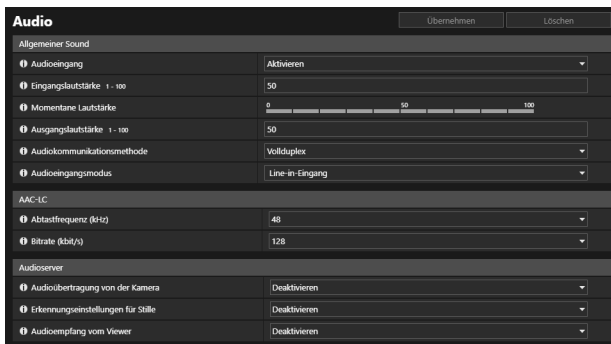 Audio
Übernehmen Löschen
Allgemeiner Sound
Audioeingang Aktivieren
Eingangslautstärke 1 - 100 50
Momentane Lautstärke 0 50 100
Ausgangslautstärke 1 - 100 50
Audiokommunikationsmethode Vollduplex
Audioeingangsmodus Line-in-Eingang
AAC-LC
Abtastfrequenz (kHz) 48
Bitrate (kbit/s) 128
Audioserver
Audioübertragung von der Kamera Deaktivieren
Erkennungseinstellungen für Stille Deaktivieren
Audioempfang vom Viewer Deaktivieren